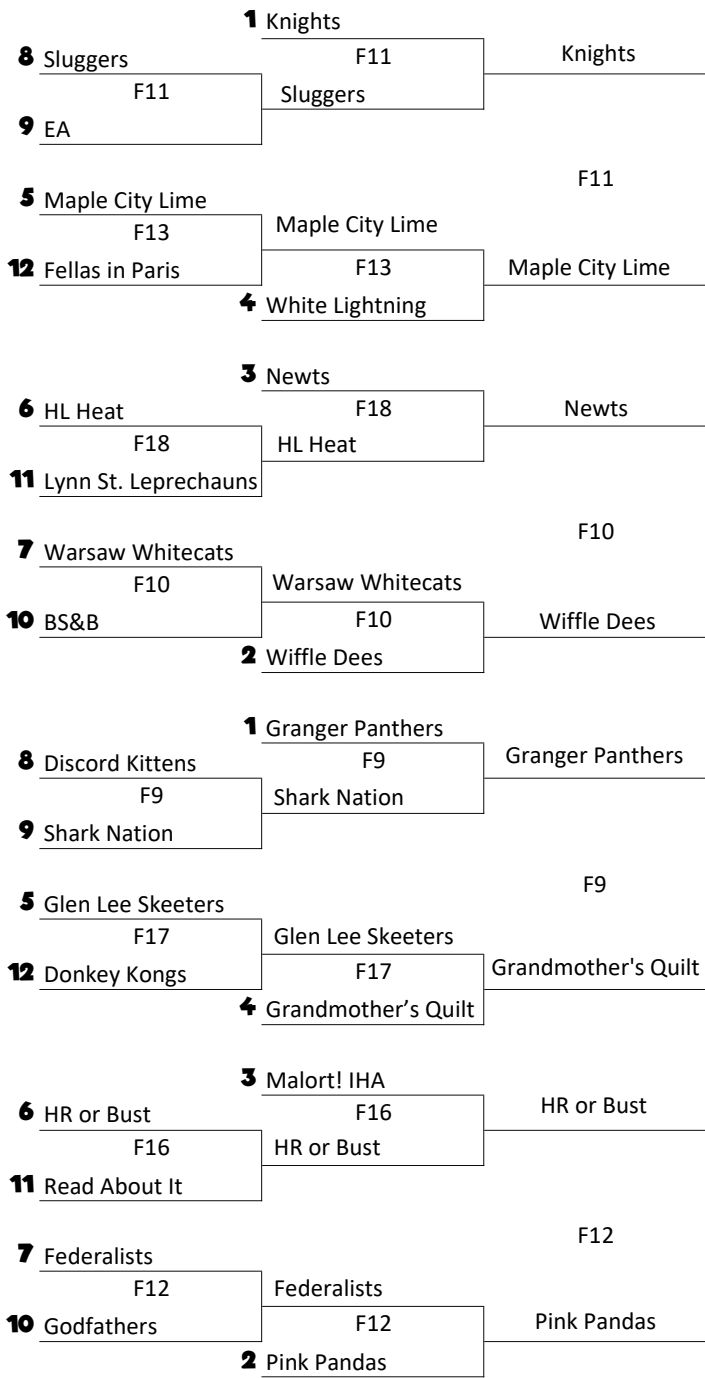 1 Knights
8 Sluggers
F11
Knights
F11
Sluggers
9 EA
F11
5 Maple City Lime
F13
Maple City Lime
12 Fellas in Paris
F13
Maple City Lime
4 White Lightning
3 Newts
6 HL Heat
F18
Newts
F18
HL Heat
11 Lynn St. Leprechauns
F10
7 Warsaw Whitecats
F10
Warsaw Whitecats
10 BS&B
F10
Wiffle Dees
2 Wiffle Dees
1 Granger Panthers
8 Discord Kittens
F9
Granger Panthers
F9
Shark Nation
9 Shark Nation
F9
5 Glen Lee Skeeters
F17
Glen Lee Skeeters
12 Donkey Kongs
F17
Grandmother's Quilt
4 Grandmother’s Quilt
3 Malort! IHA
6 HR or Bust
F16
HR or Bust
F16
HR or Bust
11 Read About It
F12
7 Federalists
F12
Federalists
10 Godfathers
F12
Pink Pandas
2 Pink Pandas